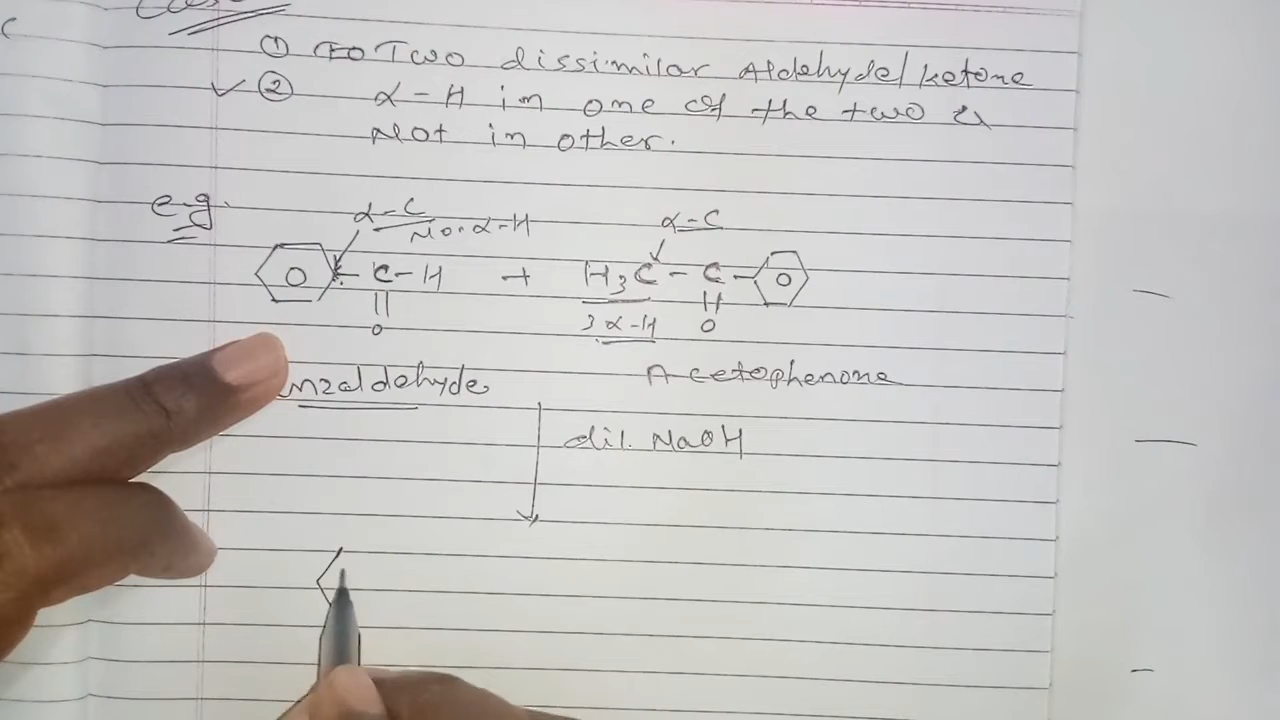 ① Two dissimilar Aldehyde/ketone
✓ ② α-H in one of the two &
Not in other.
e.g.
α-C No. α-H α-C
C-H + H3C-C
|| ||
O 3 α-H O
nzaldehyde Acetophenone
dil. NaOH